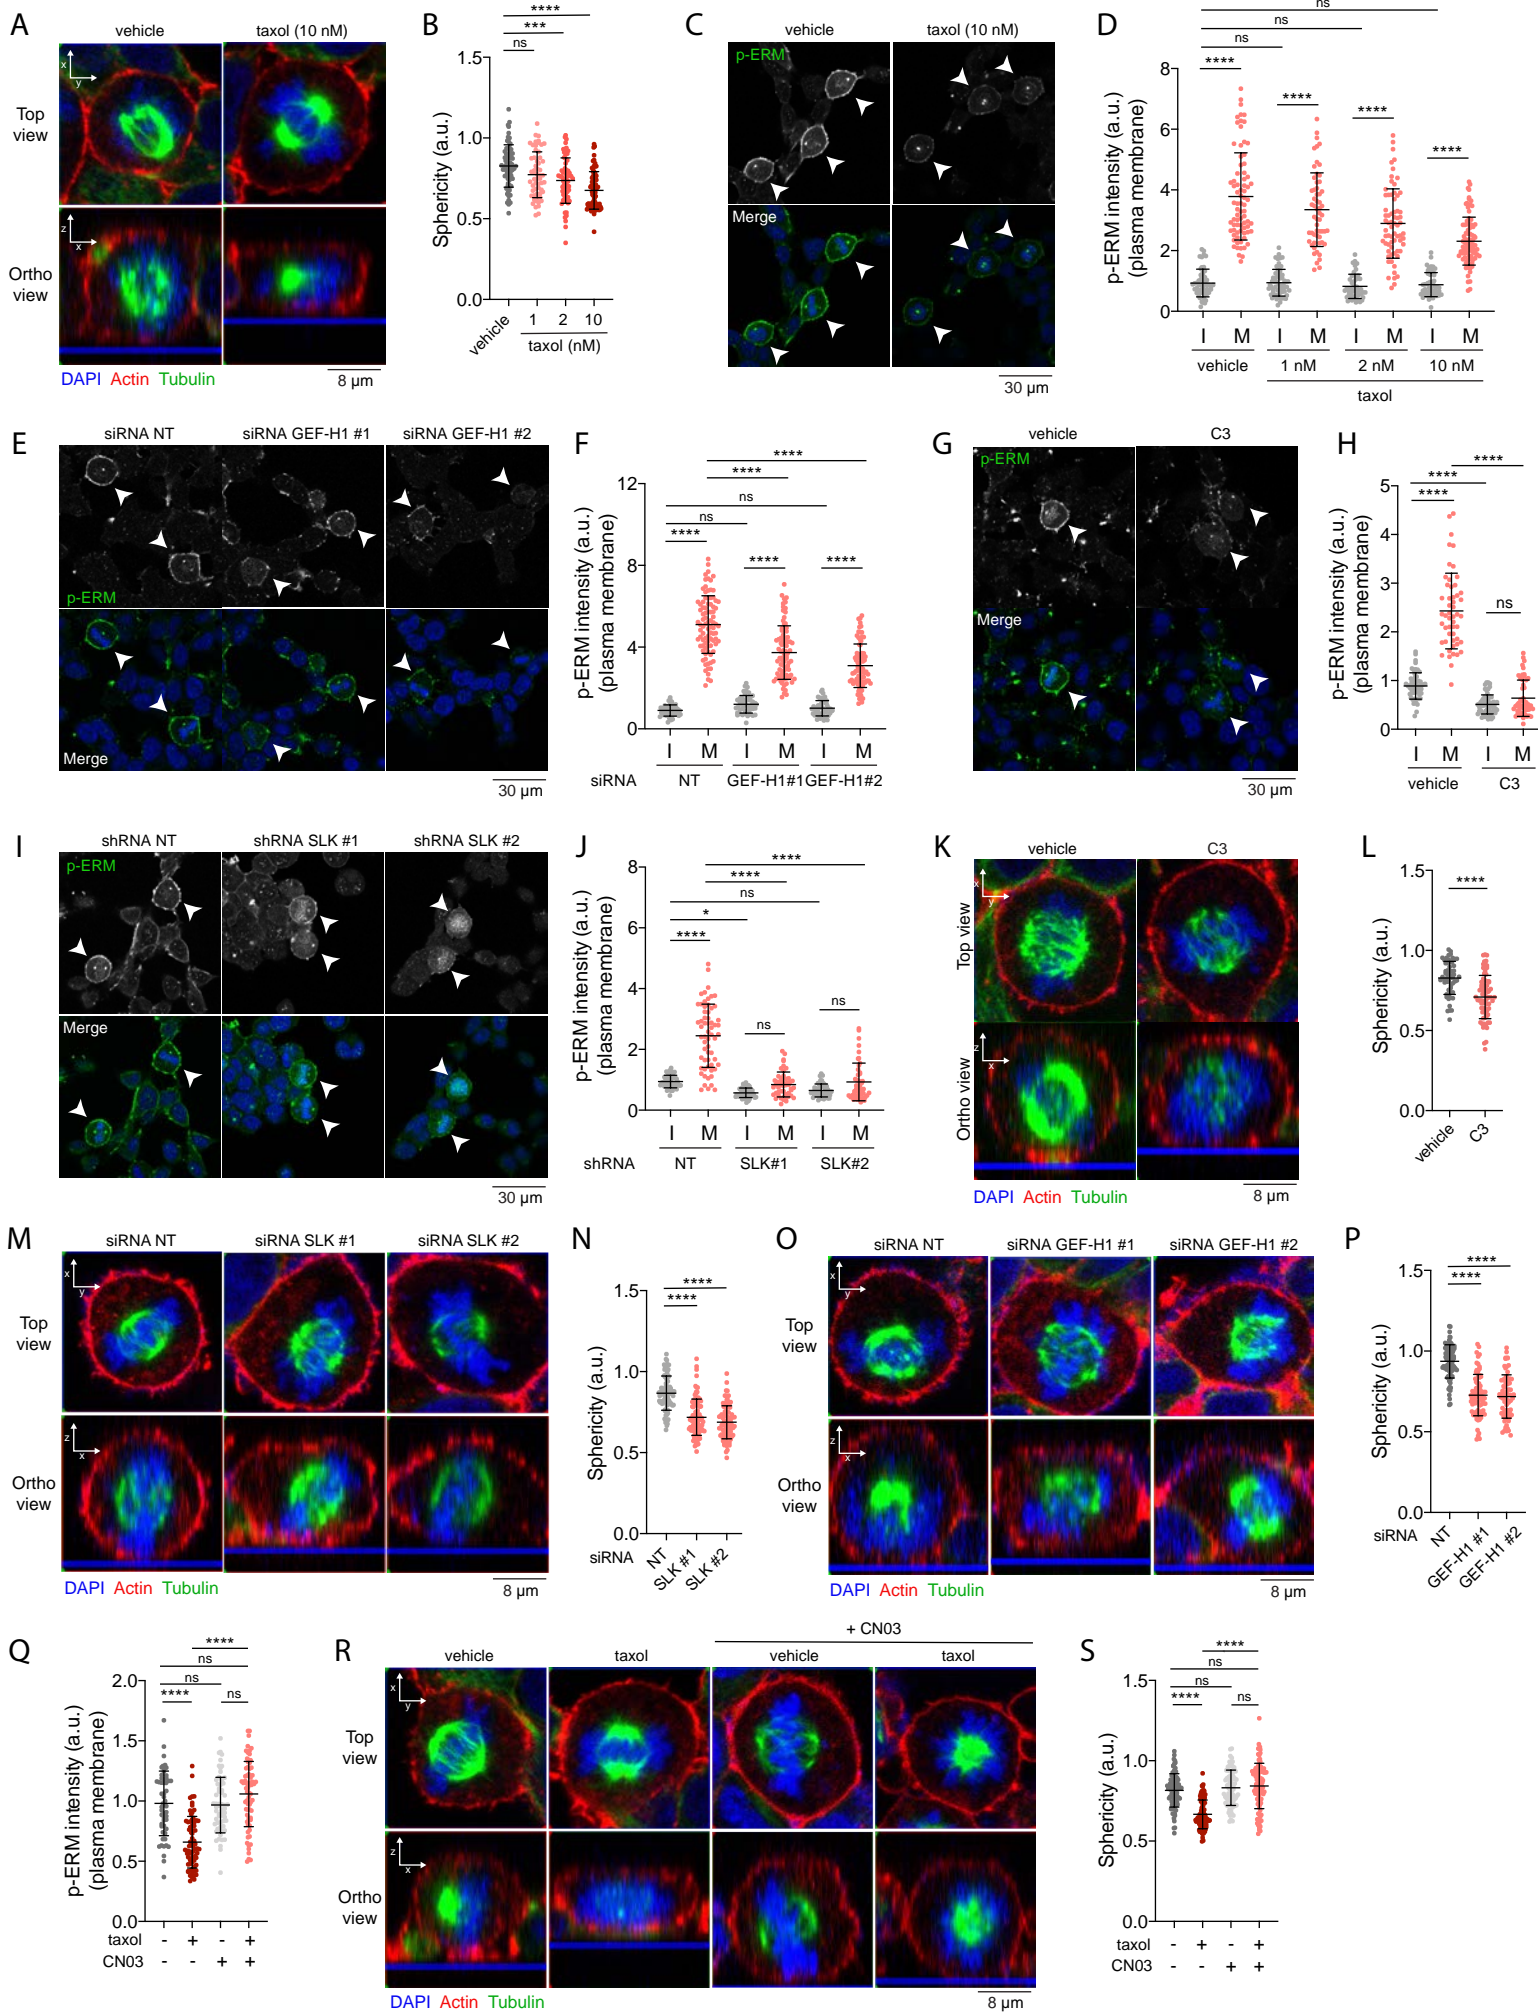 A
vehicle
taxol (10 nM)
x
y
Top
view
z
x
Ortho
view
DAPI Actin Tubulin
8 µm
B
****
***
ns
1.5
1.0
0.5
0.0
Sphericity (a.u.)
vehicle
1 2 10
taxol (nM)
C
vehicle
taxol (10 nM)
p-ERM
Merge
30 µm
D
ns
ns
ns
****
****
****
****
8
6
4
2
0
p-ERM intensity (a.u.)
(plasma membrane)
I M I M I M I M
vehicle 1 nM 2 nM 10 nM
taxol
E
siRNA NT
siRNA GEF-H1 #1
siRNA GEF-H1 #2
p-ERM
Merge
30 µm
F
****
****
ns
ns
****
****
****
12
8
4
0
p-ERM intensity (a.u.)
(plasma membrane)
I M I M I M
siRNA NT GEF-H1#1 GEF-H1#2
G
vehicle
C3
p-ERM
Merge
30 µm
H
****
****
****
ns
5
4
3
2
1
0
p-ERM intensity (a.u.)
(plasma membrane)
I M I M
vehicle C3
I
shRNA NT
shRNA SLK #1
shRNA SLK #2
p-ERM
Merge
30 µm
J
****
****
ns
*
****
ns
ns
8
6
4
2
0
p-ERM intensity (a.u.)
(plasma membrane)
I M I M I M
shRNA NT SLK#1 SLK#2
K
vehicle
C3
x
y
Top view
z
x
Ortho view
DAPI Actin Tubulin
8 µm
L
****
1.5
1.0
0.5
0.0
Sphericity (a.u.)
vehicle
C3
M
siRNA NT
siRNA SLK #1
siRNA SLK #2
x
y
Top
view
z
x
Ortho
view
DAPI Actin Tubulin
8 µm
N
****
****
1.5
1.0
0.5
0.0
Sphericity (a.u.)
siRNA
NT
SLK #1
SLK #2
O
siRNA NT
siRNA GEF-H1 #1
siRNA GEF-H1 #2
x
y
Top
view
z
x
Ortho
view
DAPI Actin Tubulin
8 µm
P
****
****
1.5
1.0
0.5
0.0
Sphericity (a.u.)
siRNA
NT
GEF-H1 #1
GEF-H1 #2
Q
****
ns
ns
****
ns
2.0
1.5
1.0
0.5
0.0
p-ERM intensity (a.u.)
(plasma membrane)
taxol - + - +
CN03 - - + +
R
+ CN03
vehicle
taxol
vehicle
taxol
x
y
Top
view
z
x
Ortho
view
DAPI Actin Tubulin
8 µm
S
****
ns
ns
****
ns
1.5
1.0
0.5
0.0
Sphericity (a.u.)
taxol - + - +
CN03 - - + +